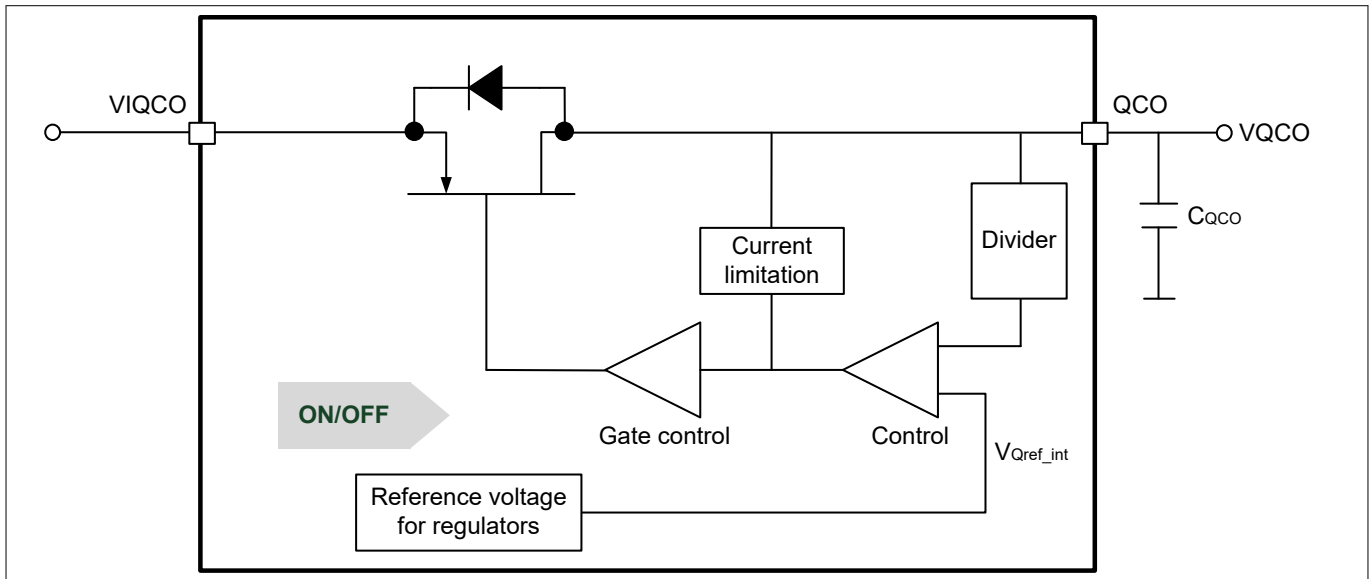 VIQCO
QCO
VQCO
CQCO
Divider
Current
limitation
ON/OFF
Gate control
Control
VQref_int
Reference voltage
for regulators